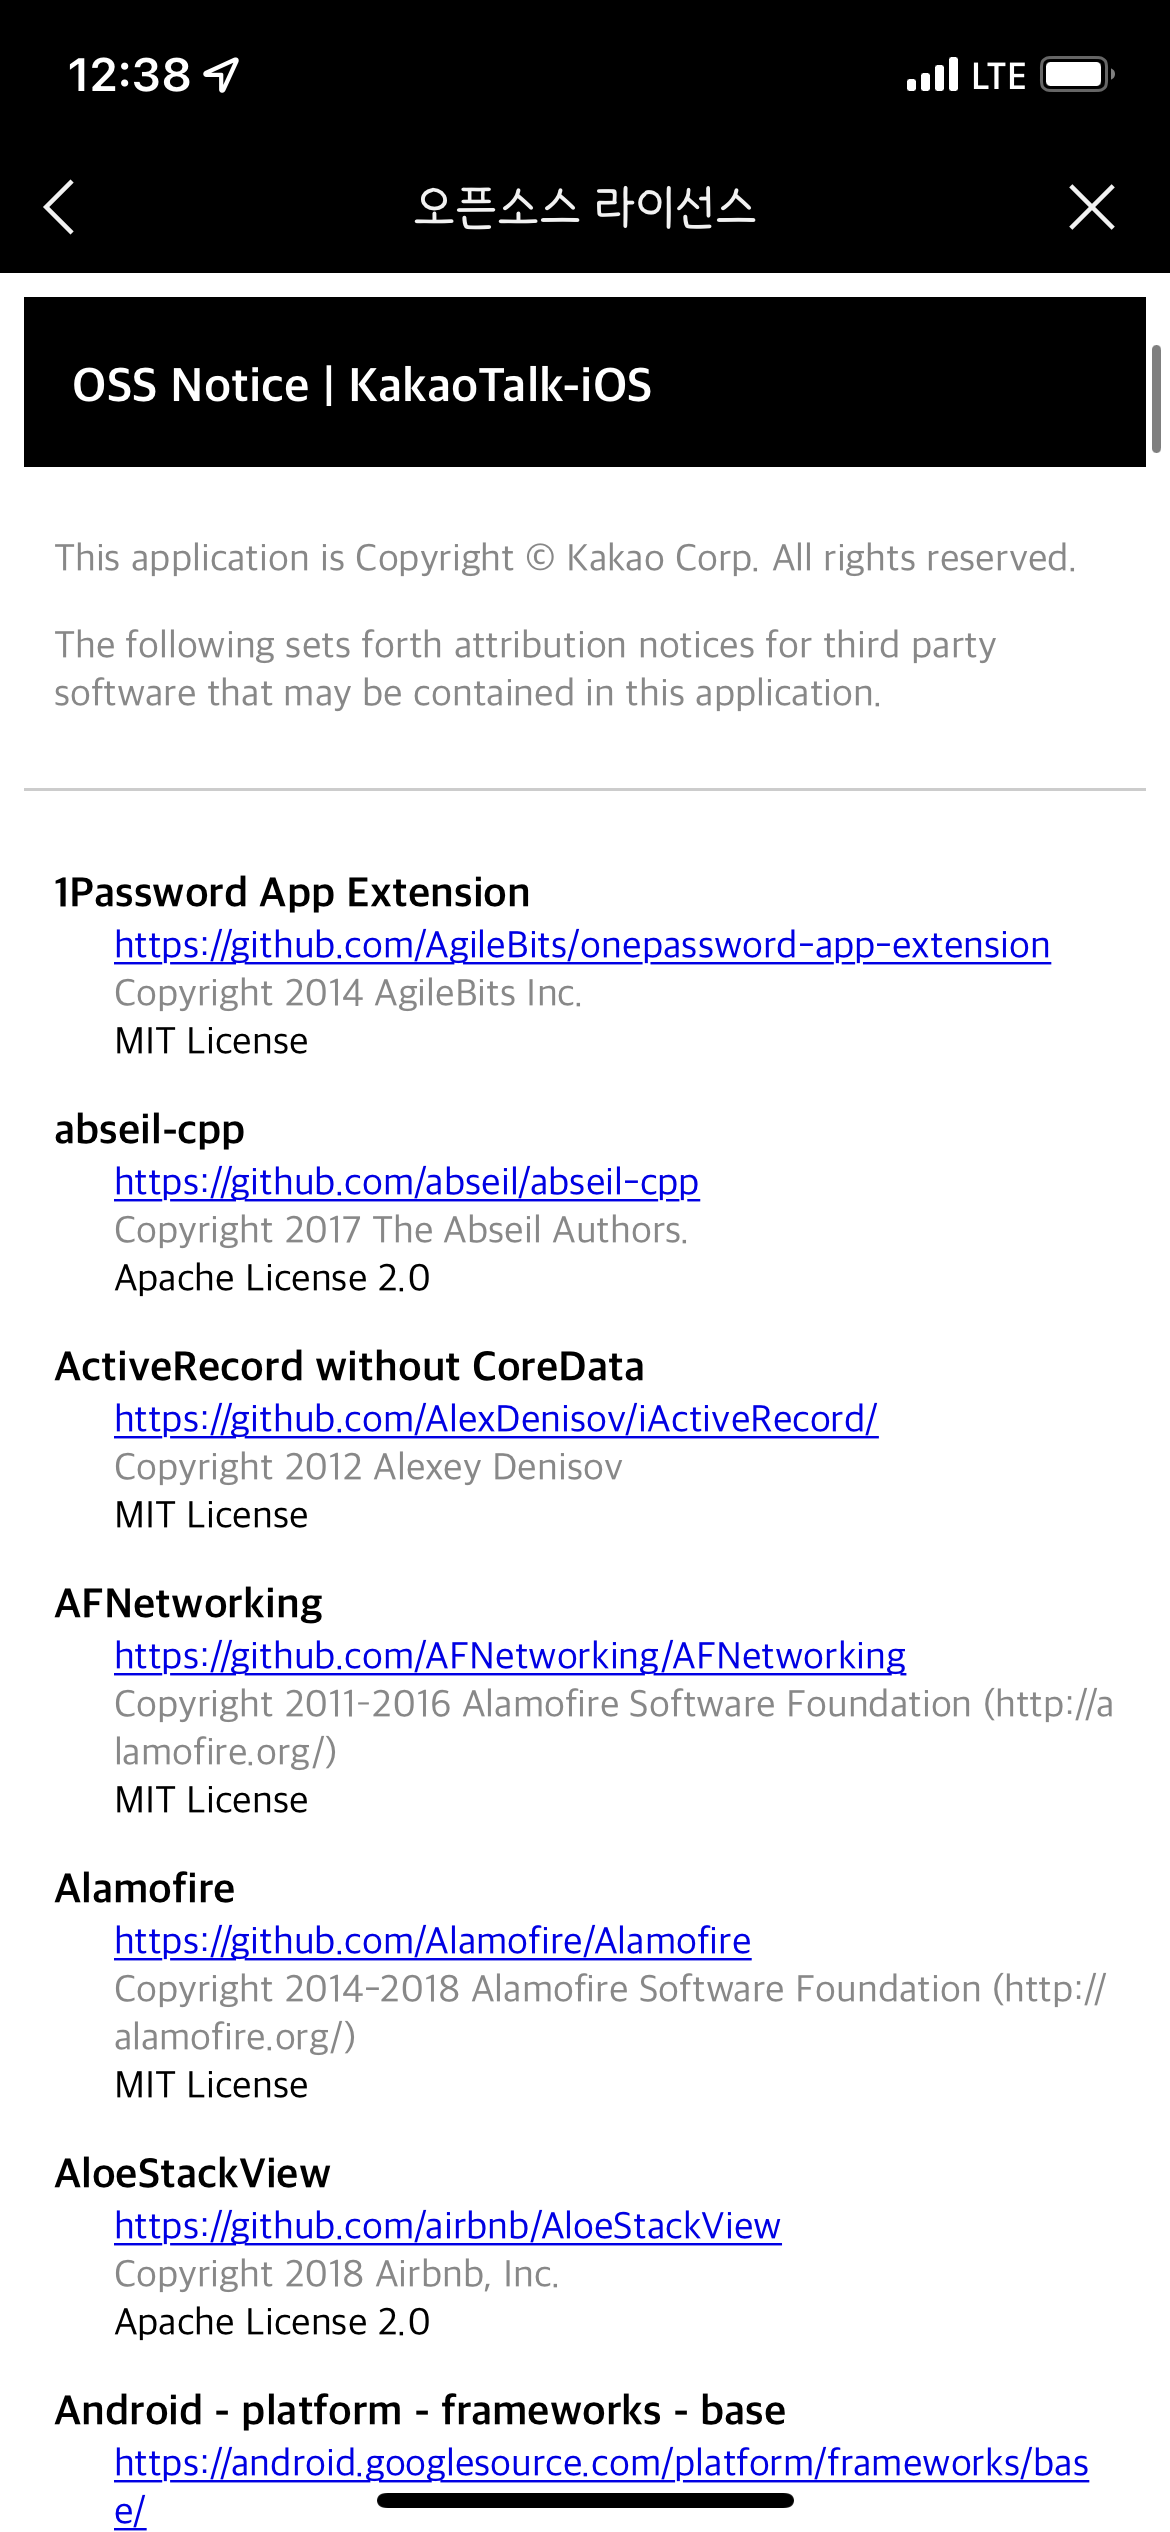 12:38
LTE
오픈소스 라이선스
OSS Notice | KakaoTalk-iOS
This application is Copyright © Kakao Corp. All rights reserved.
The following sets forth attribution notices for third party
software that may be contained in this application.
1Password App Extension
https://github.com/AgileBits/onepassword-app-extension
Copyright 2014 AgileBits Inc.
MIT License
abseil-cpp
https://github.com/abseil/abseil-cpp
Copyright 2017 The Abseil Authors.
Apache License 2.0
ActiveRecord without CoreData
https://github.com/AlexDenisov/iActiveRecord/
Copyright 2012 Alexey Denisov
MIT License
AFNetworking
https://github.com/AFNetworking/AFNetworking
Copyright 2011-2016 Alamofire Software Foundation (http://a
lamofire.org/)
MIT License
Alamofire
https://github.com/Alamofire/Alamofire
Copyright 2014-2018 Alamofire Software Foundation (http://
alamofire.org/)
MIT License
AloeStackView
https://github.com/airbnb/AloeStackView
Copyright 2018 Airbnb, Inc.
Apache License 2.0
Android - platform - frameworks - base
https://android.googlesource.com/platform/frameworks/bas
e/